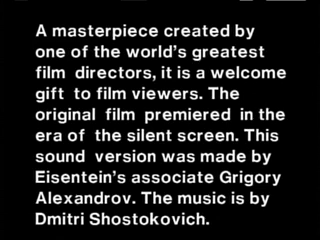 A masterpiece created by
one of the world's greatest
film directors, it is a welcome
gift to film viewers. The
original film premiered in the
era of the silent screen. This
sound version was made by
Eisentein's associate Grigory
Alexandrov. The music is by
Dmitri Shostokovich.